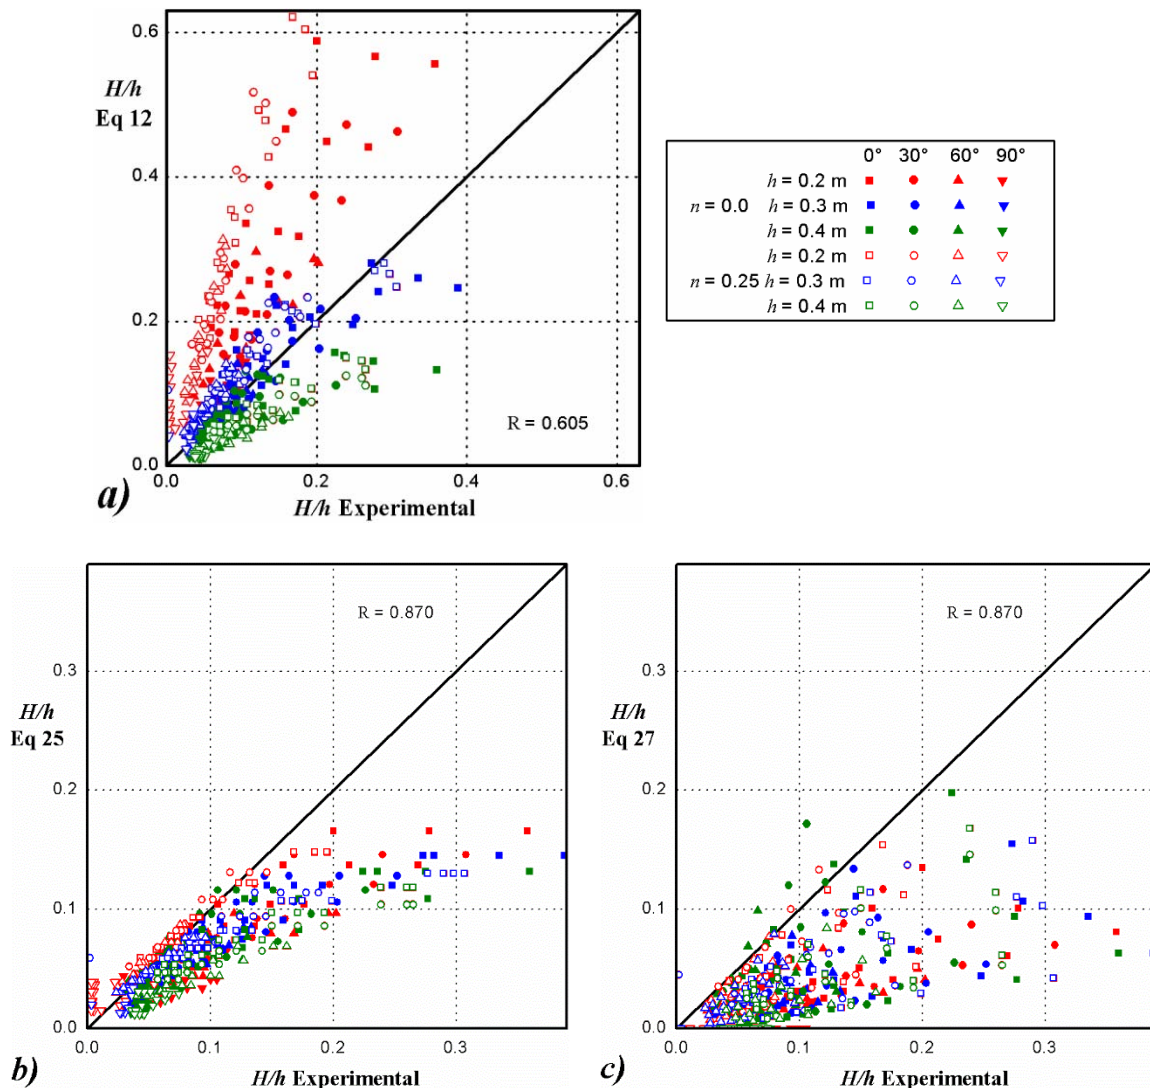 0.6
H/h
Eq 12
0.4
0.2
R = 0.605
0.0
0.0 0.2 0.4 0.6
a)
H/h Experimental
0° 30° 60° 90°
h = 0.2 m
n = 0.0 h = 0.3 m
h = 0.4 m
h = 0.2 m
n = 0.25 h = 0.3 m
h = 0.4 m
R = 0.870
0.3
H/h
Eq 25
0.2
0.1
0.0
0.0 0.1 0.2 0.3
b)
H/h Experimental
R = 0.870
0.3
H/h
Eq 27
0.2
0.1
0.0
0.0 0.1 0.2 0.3
c)
H/h Experimental